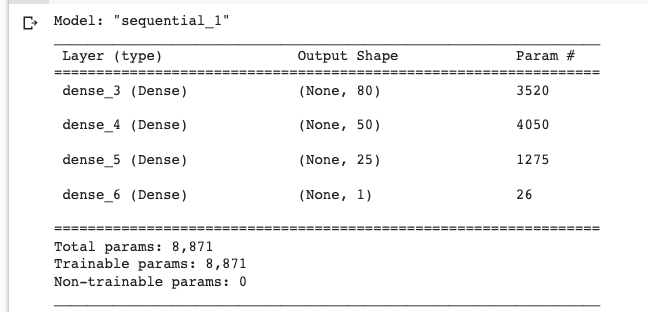 Model: "sequential_1"
Layer (type) Output Shape Param #
=================================================================
dense_3 (Dense) (None, 80) 3520
dense_4 (Dense) (None, 50) 4050
dense_5 (Dense) (None, 25) 1275
dense_6 (Dense) (None, 1) 26
=================================================================
Total params: 8,871
Trainable params: 8,871
Non-trainable params: 0